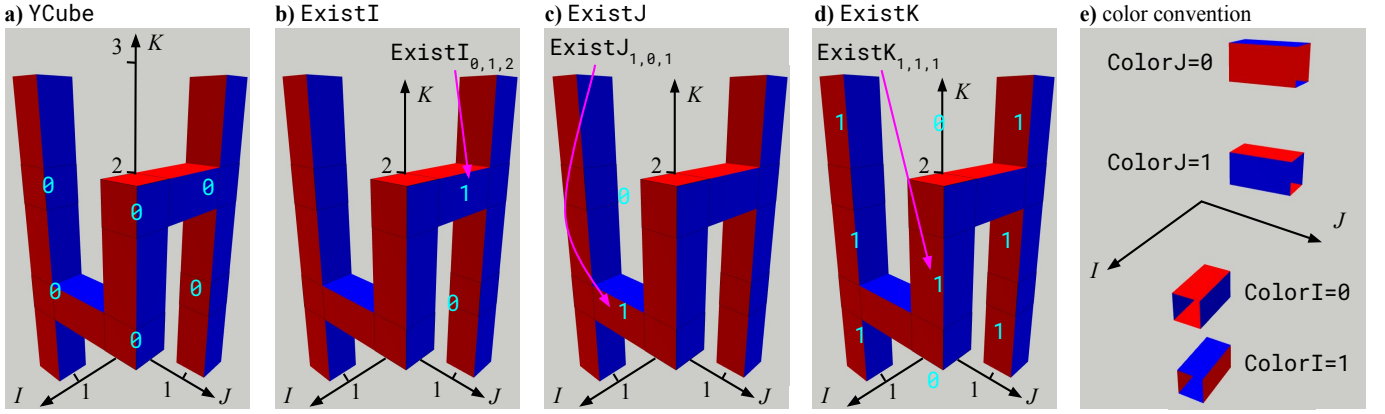 a) YCube
b) ExistI
c) ExistJ
d) ExistK
e) color convention
3
K
2
0
0
0
0
0
0
I
1
1
J
ExistI0,1,2
K
2
1
0
I
1
1
J
ExistJ1,0,1
K
2
0
1
I
1
1
J
ExistK1,1,1
K
1
0
1
2
1
1
1
1
1
0
I
1
1
J
ColorJ=0
ColorJ=1
J
I
ColorI=0
ColorI=1